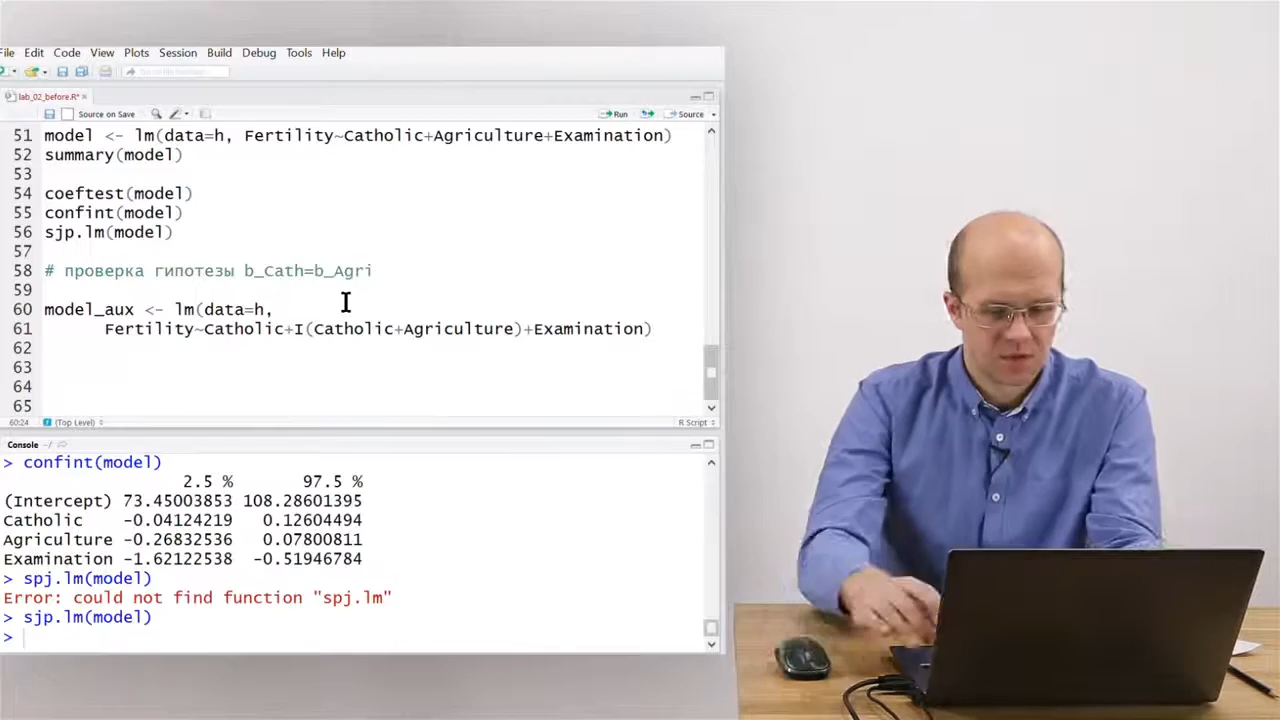 File Edit Code View Plots Session Build Debug Tools Help
lab_02_before.R*
Source on Save Run Source
51 model <- lm(data=h, Fertility~Catholic+Agriculture+Examination)
52 summary(model)
53
54 coeftest(model)
55 confint(model)
56 sjp.lm(model)
57
58 # проверка гипотезы b_Cath=b_Agri
59
60 model_aux <- lm(data=h,
61 Fertility~Catholic+I(Catholic+Agriculture)+Examination)
62
63
64
65
60:24 (Top Level) R Script
Console ~/
> confint(model)
2.5 % 97.5 %
(Intercept) 73.45003853 108.28601395
Catholic -0.04124219 0.12604494
Agriculture -0.26832536 0.07800811
Examination -1.62122538 -0.51946784
> spj.lm(model)
Error: could not find function "spj.lm"
> sjp.lm(model)
>